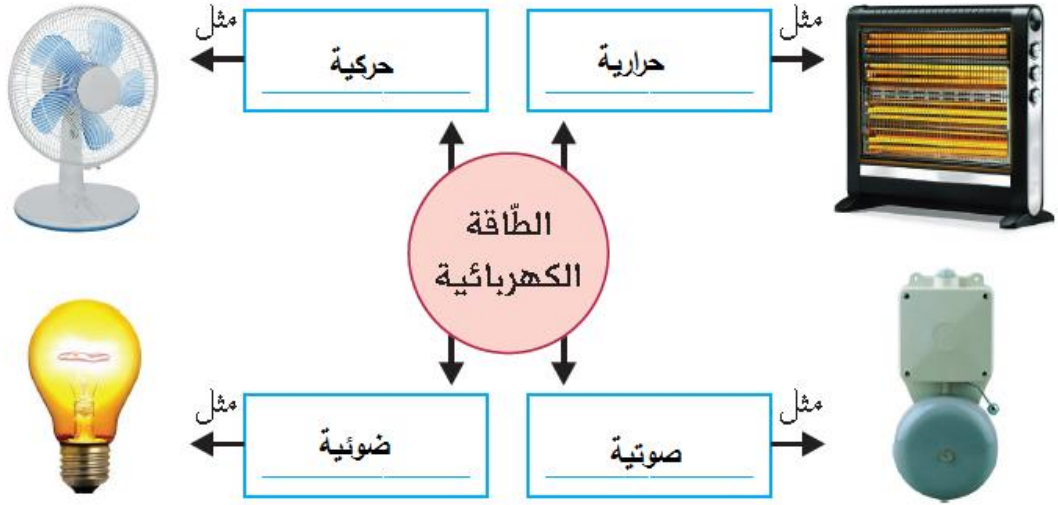 مثل
حرارية
حركية
مثل
الطّاقة
الكهربائية
مثل
صوتية
ضوئية
مثل